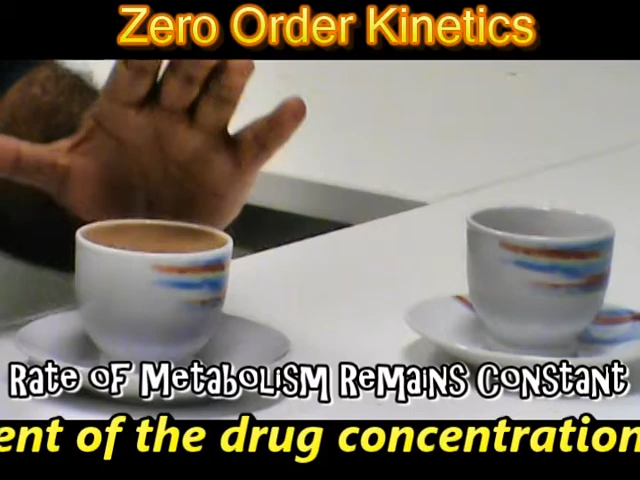 Zero Order Kinetics
Rate of Metabolism Remains Constant
ent of the drug concentration